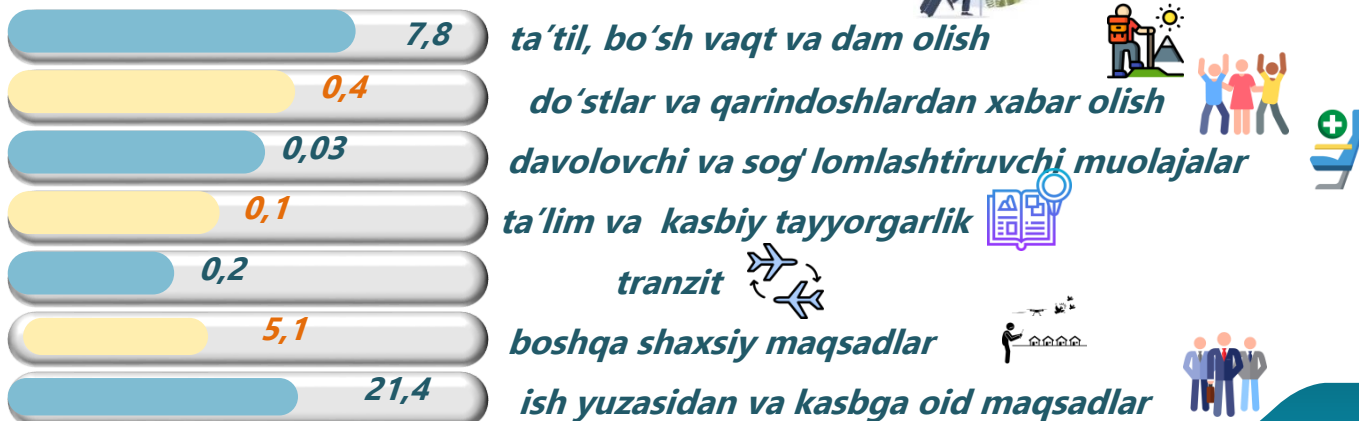 7,8 ta’til, bo‘sh vaqt va dam olish
0,4 do‘stlar va qarindoshlardan xabar olish
0,03 davolovchi va sog‘lomlashtiruvchi muolajalar
0,1 ta’lim va kasbiy tayyorgarlik
0,2 tranzit
5,1 boshqa shaxsiy maqsadlar
21,4 ish yuzasidan va kasbga oid maqsadlar